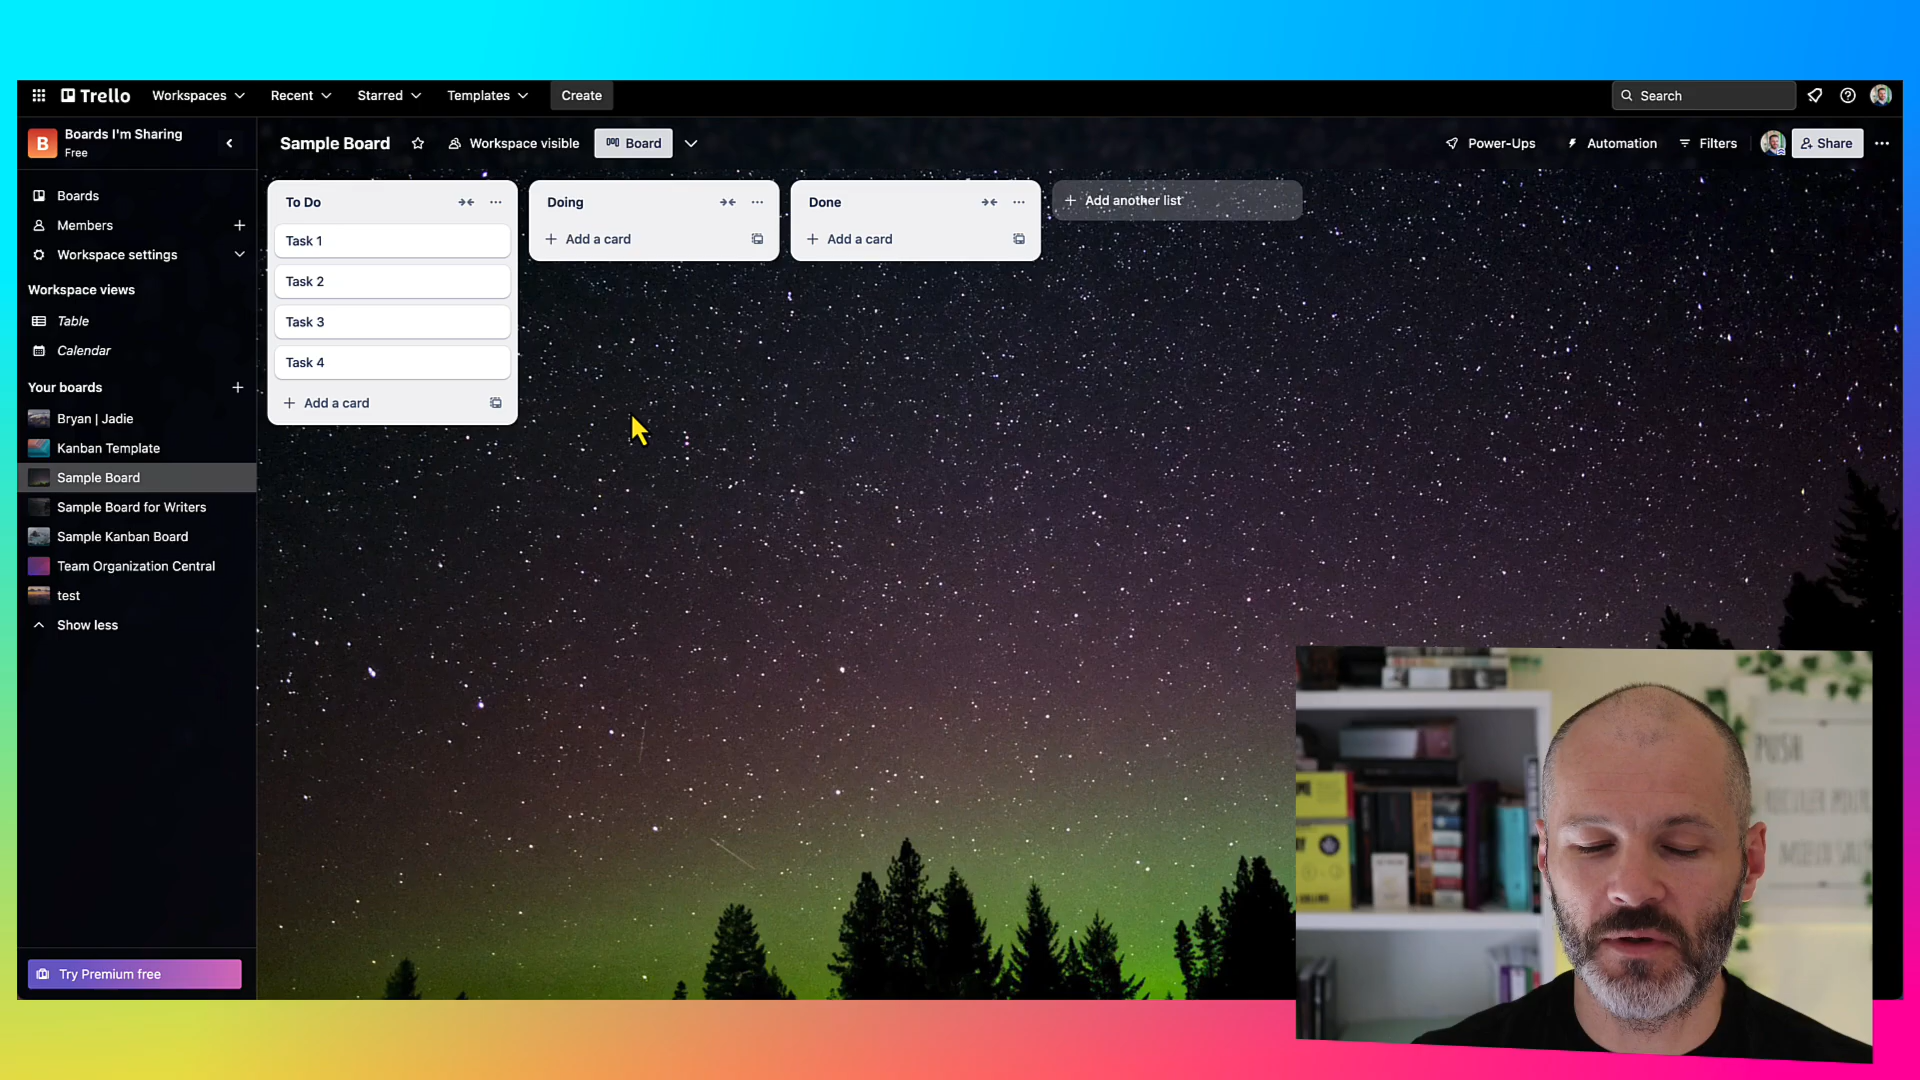 Trello
Workspaces
Recent
Starred
Templates
Create
Search
B
Boards I'm Sharing
Free
Sample Board
Workspace visible
Board
Power-Ups
Automation
Filters
Share
Boards
Members
Workspace settings
Workspace views
Table
Calendar
Your boards
Bryan | Jadie
Kanban Template
Sample Board
Sample Board for Writers
Sample Kanban Board
Team Organization Central
test
Show less
Try Premium free
To Do
Task 1
Task 2
Task 3
Task 4
Add a card
Doing
Add a card
Done
Add a card
Add another list
PUSH